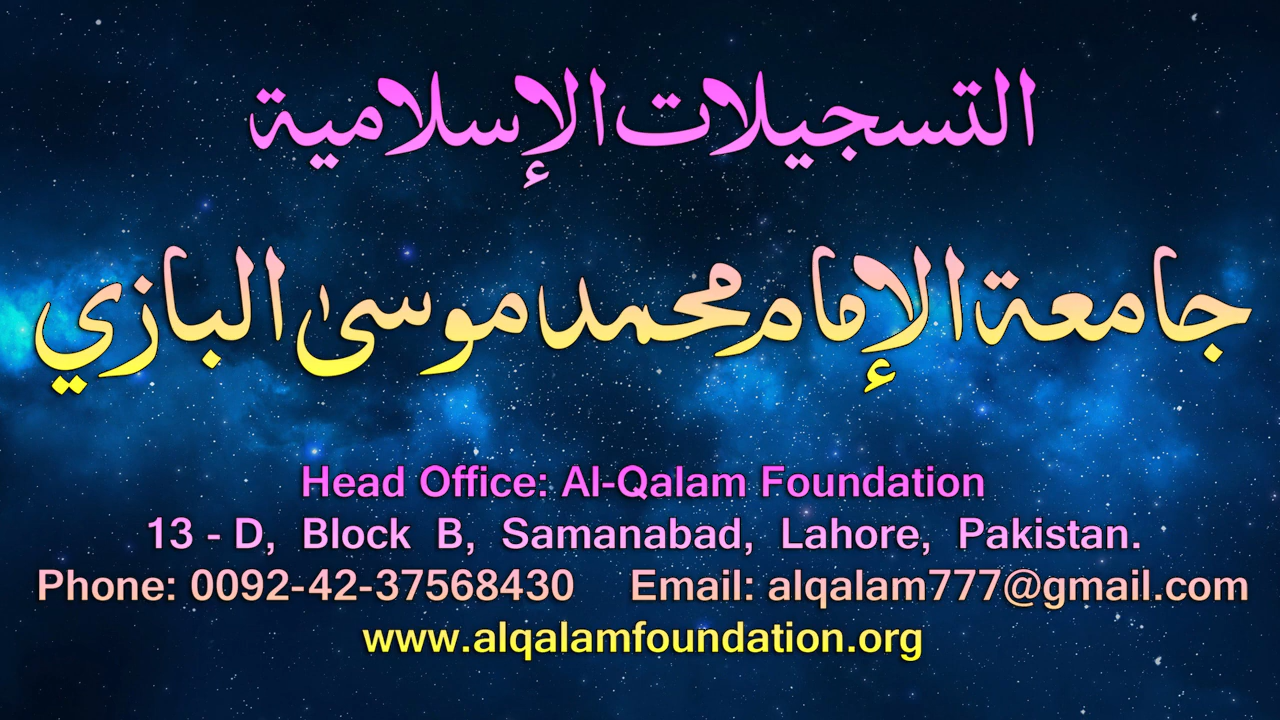 التسجيلات الإسلامية
جامعة الإمام محمد موسىٰ البازي
Head Office: Al-Qalam Foundation
13 - D, Block B, Samanabad, Lahore, Pakistan.
Phone: 0092-42-37568430 Email: alqalam777@gmail.com
www.alqalamfoundation.org